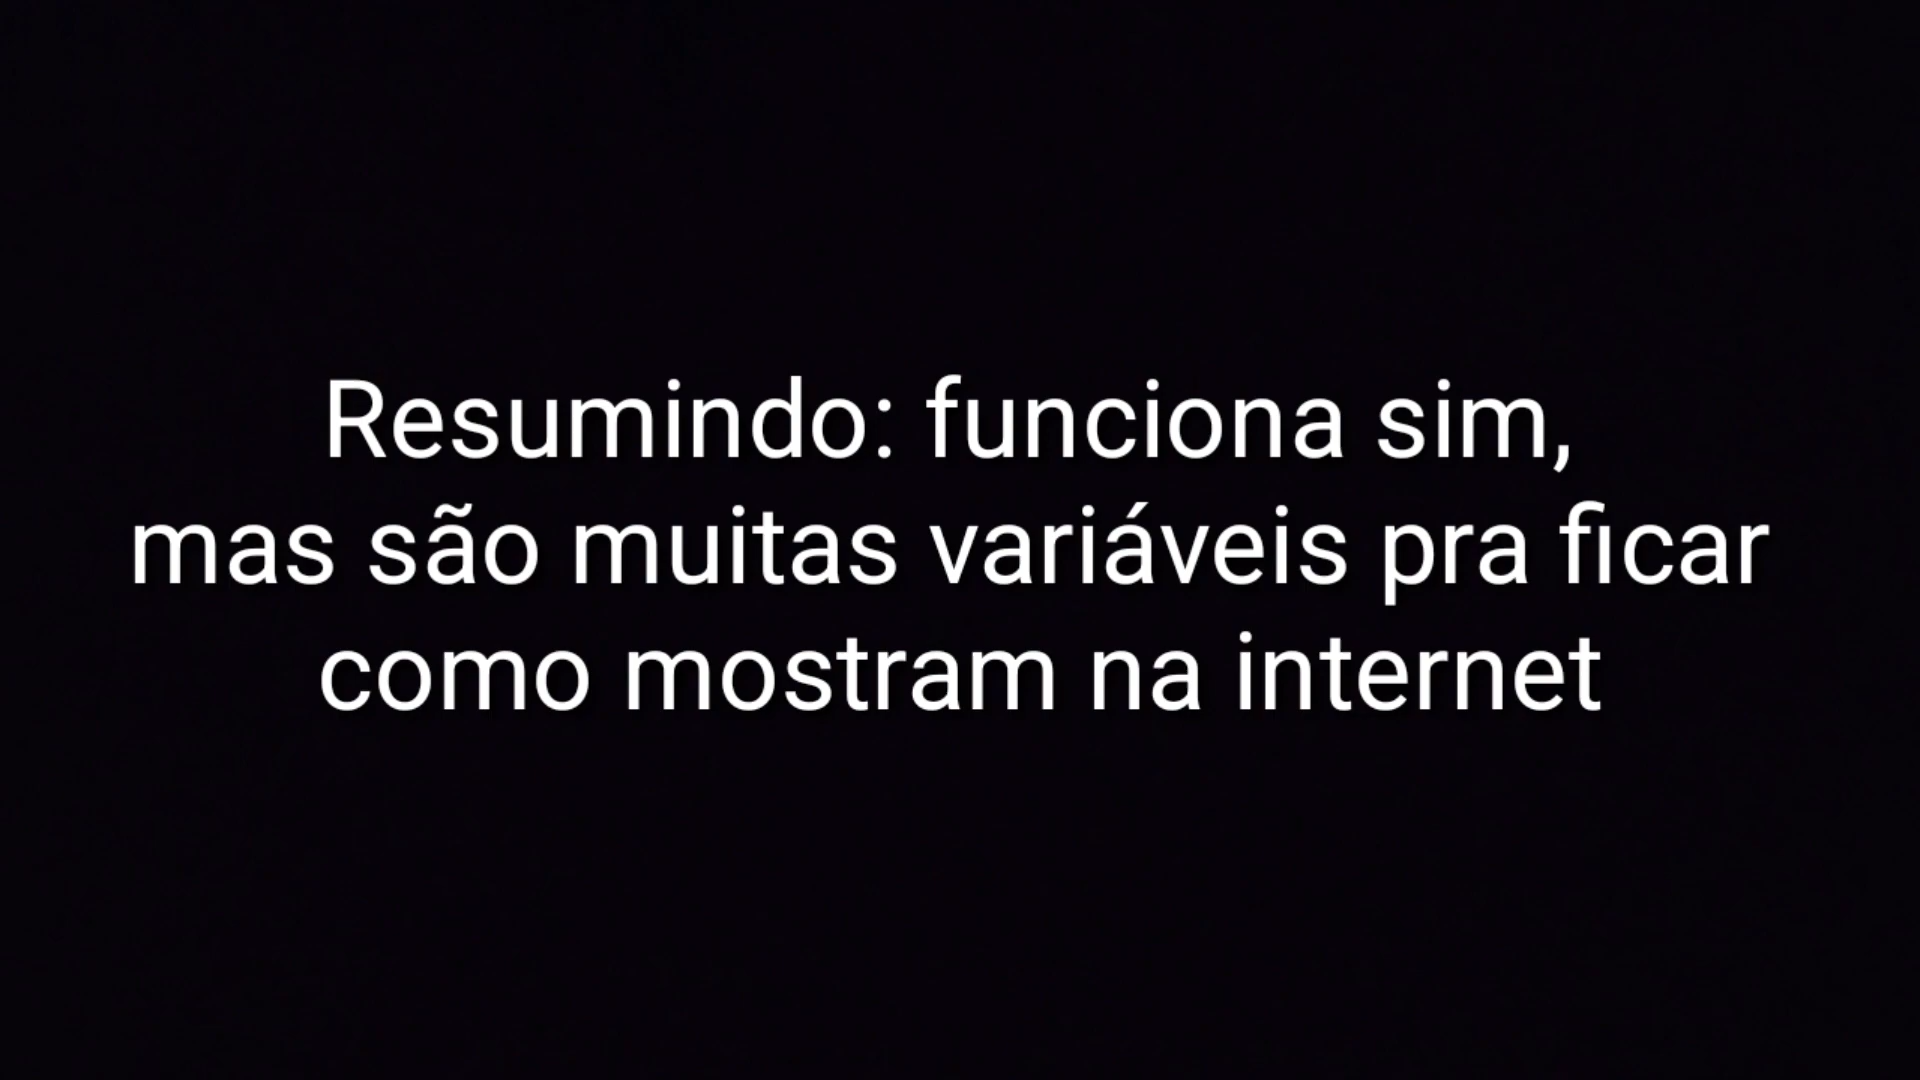 Resumindo: funciona sim,
mas são muitas variáveis pra ficar
como mostram na internet